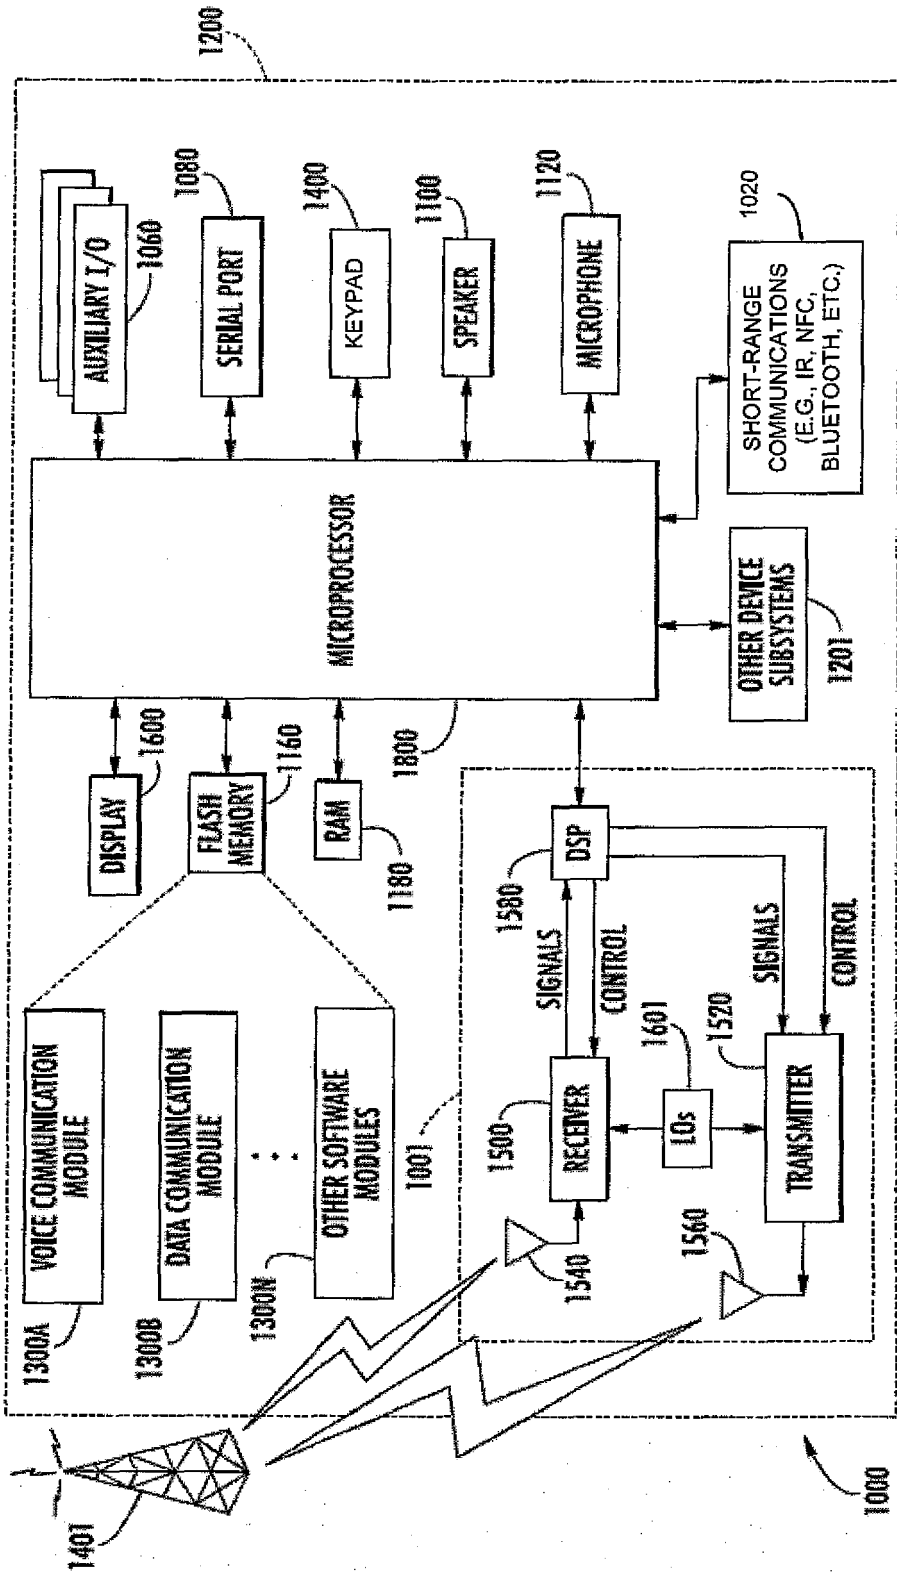 1200
AUXILIARY I/O
1060
SERIAL PORT
1080
KEYPAD
1400
SPEAKER
1100
MICROPHONE
1120
SHORT-RANGE
COMMUNICATIONS
(E.G., IR, NFC,
BLUETOOTH, ETC.)
1020
MICROPROCESSOR
1800
OTHER DEVICE
SUBSYSTEMS
1201
DISPLAY
1600
FLASH
MEMORY
1160
RAM
1180
VOICE COMMUNICATION
MODULE
1300A
DATA COMMUNICATION
MODULE
1300B
OTHER SOFTWARE
MODULES
1300N
1001
DSP
1580
SIGNALS
CONTROL
SIGNALS
CONTROL
RECEIVER
1500
LOs
1601
TRANSMITTER
1520
1540
1560
1401
1000